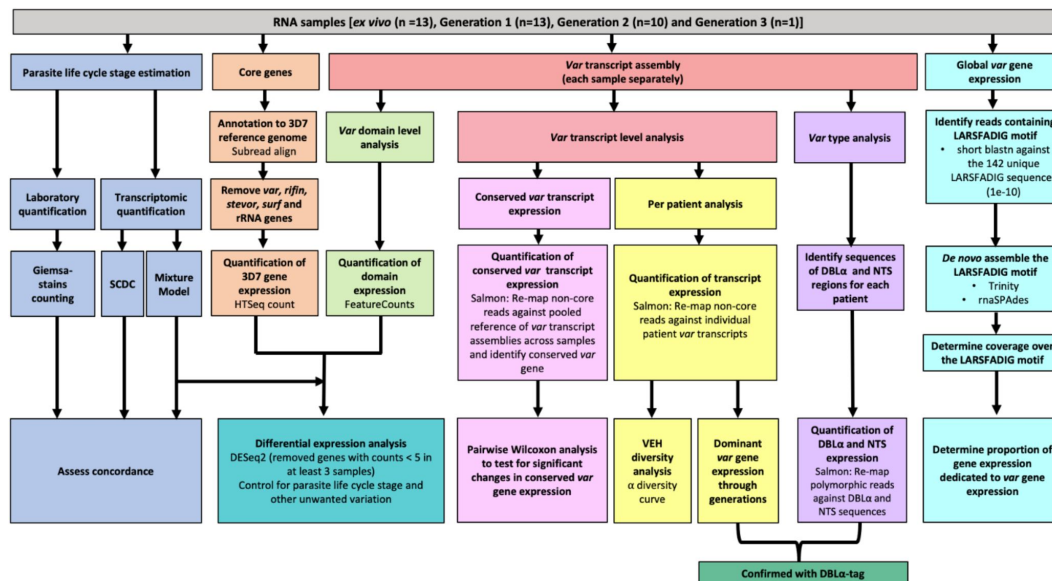 RNA samples [ex vivo (n =13), Generation 1 (n=13), Generation 2 (n=10) and Generation 3 (n=1)]
Parasite life cycle stage estimation
Laboratory
quantification
Giemsa-
stains
counting
Transcriptomic
quantification
SCDC
Mixture
Model
Assess concordance
Core genes
Annotation to 3D7
reference genome
Subread align
Remove var, rifin,
stevor, surf and
rRNA genes
Quantification of
3D7 gene
expression
HTSeq count
Var transcript assembly
(each sample separately)
Var domain level
analysis
Quantification of
domain expression
FeatureCounts
Differential expression analysis
DESeq2 (removed genes with counts < 5 in
at least 3 samples)
Control for parasite life cycle stage and
other unwanted variation
Var transcript level analysis
Conserved var transcript
expression
Quantification of
conserved var transcript
expression
Salmon: Re-map non-core
reads against pooled
reference of var transcript
assemblies across samples
and identify conserved var
gene
Pairwise Wilcoxon analysis
to test for significant
changes in conserved var
gene expression
Per patient analysis
Quantification of transcript
expression
Salmon: Re-map non-core
reads against individual
patient var transcripts
VEH
diversity
analysis
α diversity
curve
Dominant
var gene
expression
through
generations
Var type analysis
Identify sequences
of DBLα and NTS
regions for each
patient
Quantification of
DBLα and NTS
expression
Salmon: Re-map
polymorphic reads
against DBLα and
NTS sequences
Confirmed with DBLα-tag
Global var gene
expression
Identify reads containing
LARSFADIG motif
• short blastn against
the 142 unique
LARSFADIG sequence
(1e-10)
De novo assemble the
LARSFADIG motif
• Trinity
• rnaSPAdes
Determine coverage over
the LARSFADIG motif
Determine proportion of
gene expression
dedicated to var gene
expression